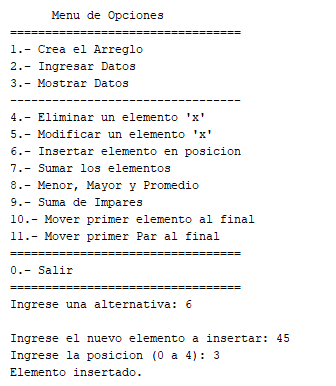 Menu de Opciones
=================================
1.- Crea el Arreglo
2.- Ingresar Datos
3.- Mostrar Datos
---------------------------------
4.- Eliminar un elemento 'x'
5.- Modificar un elemento 'x'
6.- Insertar elemento en posicion
7.- Sumar los elementos
8.- Menor, Mayor y Promedio
9.- Suma de Impares
10.- Mover primer elemento al final
11.- Mover primer Par al final
=================================
0.- Salir
=================================
Ingrese una alternativa: 6
Ingrese el nuevo elemento a insertar: 45
Ingrese la posicion (0 a 4): 3
Elemento insertado.